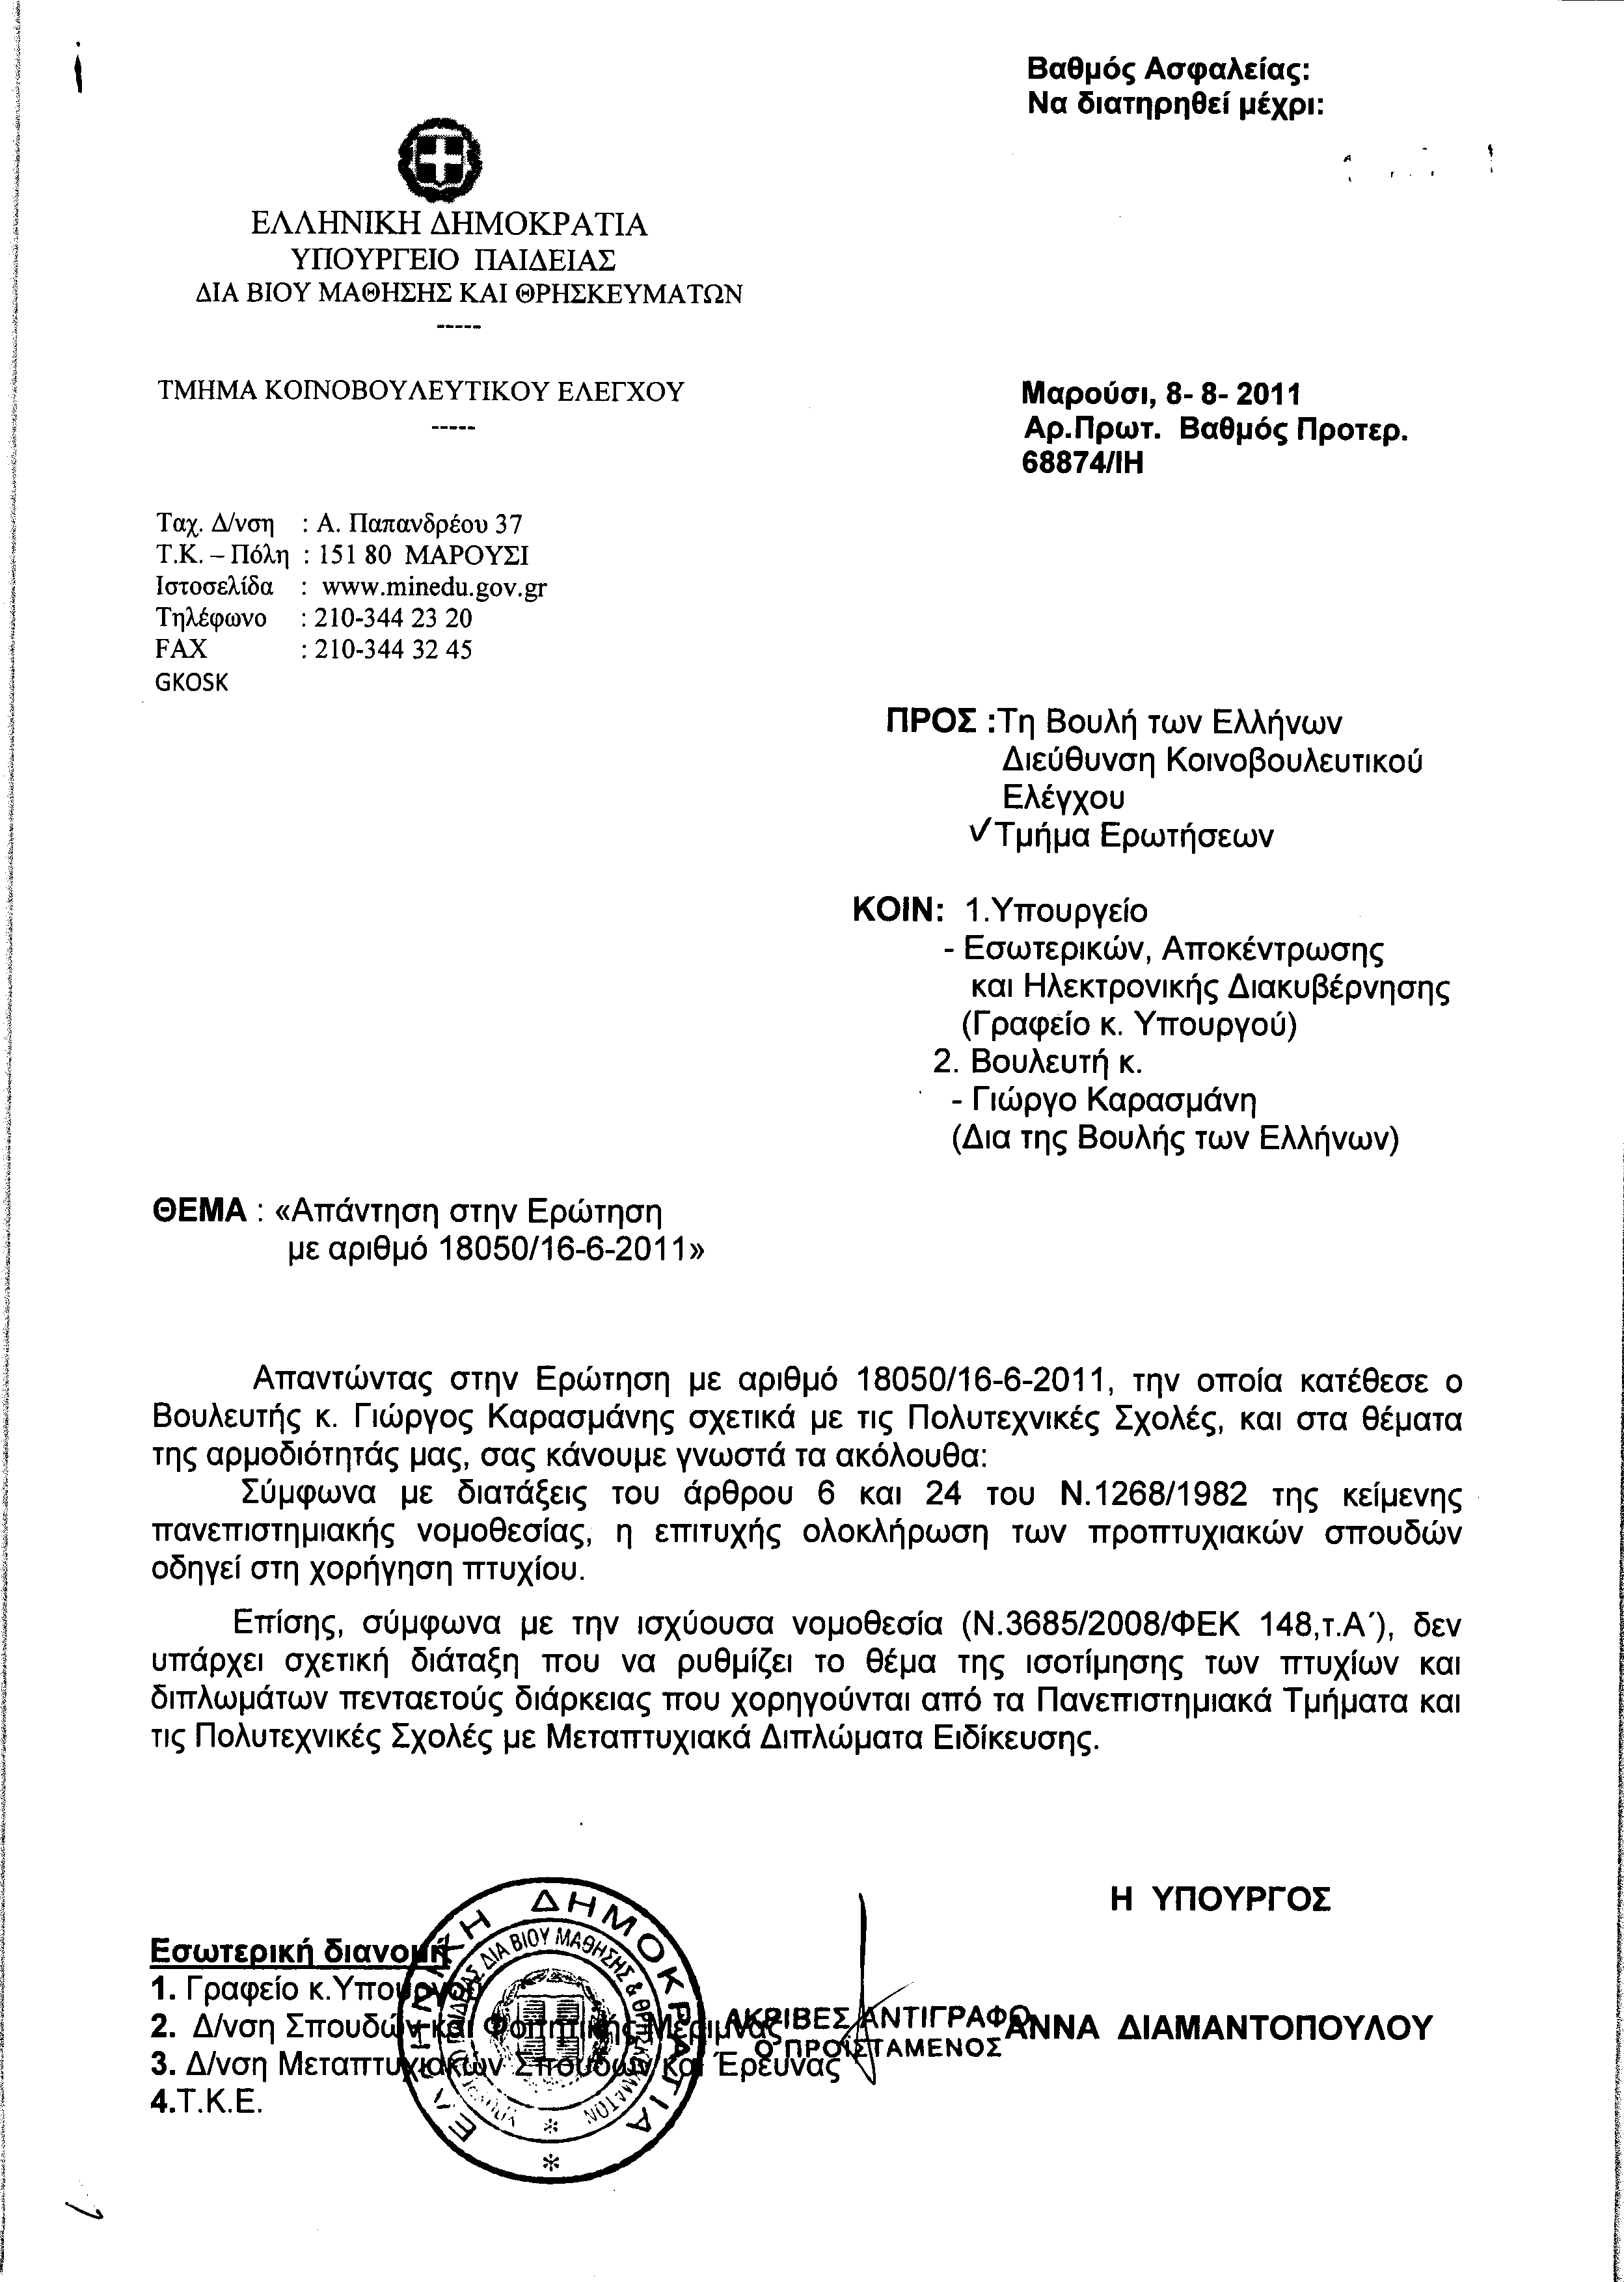 Βαθμός Ασφαλείας:
Να διατηρηθεί μέχρι:
ΕΛΛΗΝΙΚΗ ΔΗΜΟΚΡΑΤΙΑ
ΥΠΟΥΡΓΕΙΟ ΠΑΙΔΕΙΑΣ
ΔΙΑ ΒΙΟΥ ΜΑΘΗΣΗΣ ΚΑΙ ΘΡΗΣΚΕΥΜΑΤΩΝ
-----
ΤΜΗΜΑ ΚΟΙΝΟΒΟΥΛΕΥΤΙΚΟΥ ΕΛΕΓΧΟΥ
-----
Μαρούσι, 8- 8- 2011
Αρ.Πρωτ. Βαθμός Προτερ.
68874/ΙΗ
Ταχ. Δ/νση : Α. Παπανδρέου 37
Τ.Κ. – Πόλη : 151 80 ΜΑΡΟΥΣΙ
Ιστοσελίδα : www.minedu.gov.gr
Τηλέφωνο : 210-344 23 20
FAX : 210-344 32 45
GKOSK
ΠΡΟΣ :Τη Βουλή των Ελλήνων
Διεύθυνση Κοινοβουλευτικού
Ελέγχου
√Τμήμα Ερωτήσεων
ΚΟΙΝ: 1.Υπουργείο
- Εσωτερικών, Αποκέντρωσης
και Ηλεκτρονικής Διακυβέρνησης
(Γραφείο κ. Υπουργού)
2. Βουλευτή κ.
- Γιώργο Καρασμάνη
(Δια της Βουλής των Ελλήνων)
ΘΕΜΑ : «Απάντηση στην Ερώτηση
με αριθμό 18050/16-6-2011»
Απαντώντας στην Ερώτηση με αριθμό 18050/16-6-2011, την οποία κατέθεσε ο
Βουλευτής κ. Γιώργος Καρασμάνης σχετικά με τις Πολυτεχνικές Σχολές, και στα θέματα
της αρμοδιότητάς μας, σας κάνουμε γνωστά τα ακόλουθα:
Σύμφωνα με διατάξεις του άρθρου 6 και 24 του Ν.1268/1982 της κείμενης
πανεπιστημιακής νομοθεσίας, η επιτυχής ολοκλήρωση των προπτυχιακών σπουδών
οδηγεί στη χορήγηση πτυχίου.
Επίσης, σύμφωνα με την ισχύουσα νομοθεσία (Ν.3685/2008/ΦΕΚ 148,τ.Α΄), δεν
υπάρχει σχετική διάταξη που να ρυθμίζει το θέμα της ισοτίμησης των πτυχίων και
διπλωμάτων πενταετούς διάρκειας που χορηγούνται από τα Πανεπιστημιακά Τμήματα και
τις Πολυτεχνικές Σχολές με Μεταπτυχιακά Διπλώματα Ειδίκευσης.
Η ΥΠΟΥΡΓΟΣ
ΑΝΝΑ ΔΙΑΜΑΝΤΟΠΟΥΛΟΥ
ΑΚΡΙΒΕΣ ΑΝΤΙΓΡΑΦΟ
Ο ΠΡΟΪΣΤΑΜΕΝΟΣ
Εσωτερική διανομή
1. Γραφείο κ.Υπουργού
2. Δ/νση Σπουδών και Φοιτητικής Μέριμνας
3. Δ/νση Μεταπτυχιακών Σπουδών και Έρευνας
4.Τ.Κ.Ε.
ΕΛΛΗΝΙΚΗ ΔΗΜΟΚΡΑΤΙΑ
ΠΑΙΔΕΙΑΣ ΔΙΑ ΒΙΟΥ ΜΑΘΗΣΗΣ & ΘΡΗΣΚΕΥΜΑΤΩΝ